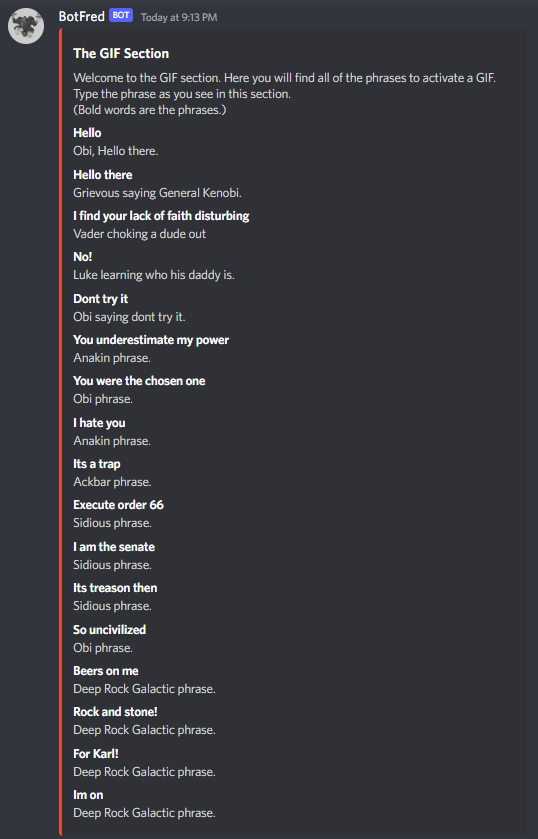 BotFred BOT Today at 9:13 PM
The GIF Section
Welcome to the GIF section. Here you will find all of the phrases to activate a GIF.
Type the phrase as you see in this section.
(Bold words are the phrases.)
Hello
Obi, Hello there.
Hello there
Grievous saying General Kenobi.
I find your lack of faith disturbing
Vader choking a dude out
No!
Luke learning who his daddy is.
Dont try it
Obi saying dont try it.
You underestimate my power
Anakin phrase.
You were the chosen one
Obi phrase.
I hate you
Anakin phrase.
Its a trap
Ackbar phrase.
Execute order 66
Sidious phrase.
I am the senate
Sidious phrase.
Its treason then
Sidious phrase.
So uncivilized
Obi phrase.
Beers on me
Deep Rock Galactic phrase.
Rock and stone!
Deep Rock Galactic phrase.
For Karl!
Deep Rock Galactic phrase.
Im on
Deep Rock Galactic phrase.